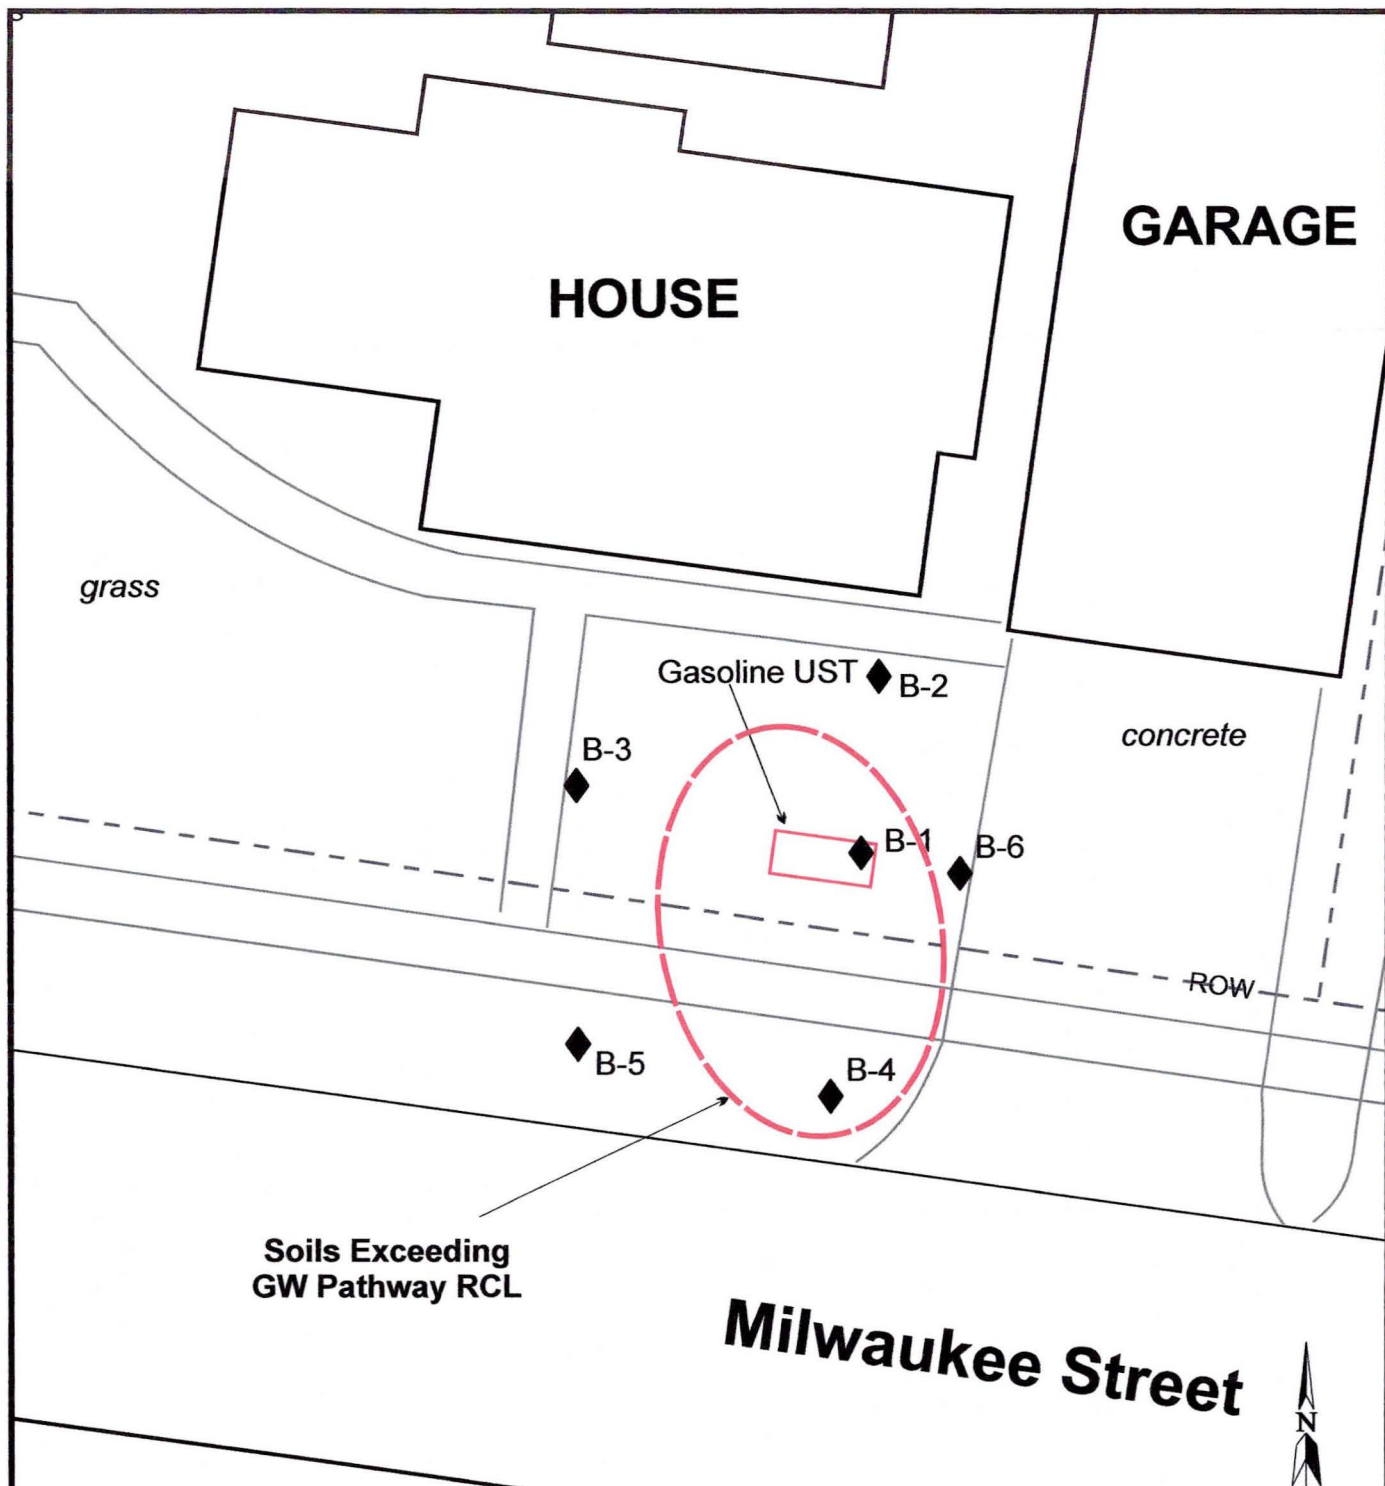 GARAGE
HOUSE
grass
Gasoline UST
B-2
concrete
B-3
B-1
B-6
ROW
B-5
B-4
Soils Exceeding
GW Pathway RCL
Milwaukee Street
N